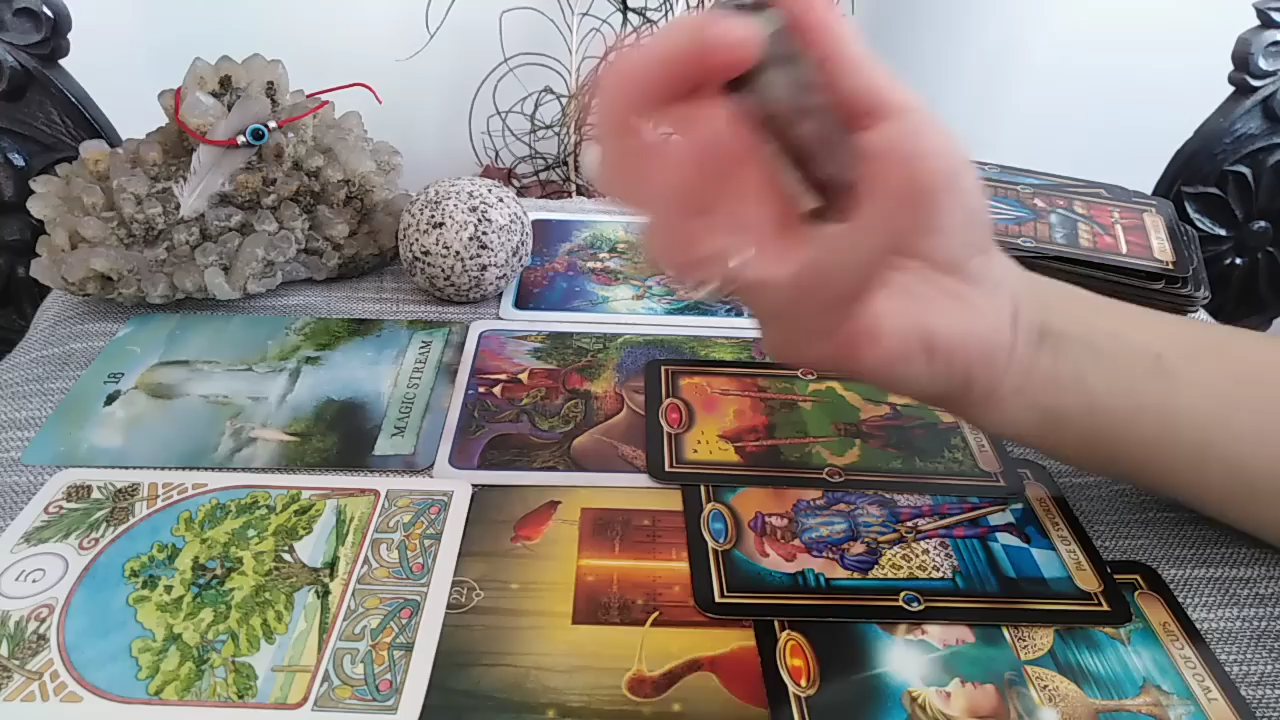 18
MAGIC STREAM
PAGE OF SWORDS
5
22
TWO OF CUPS